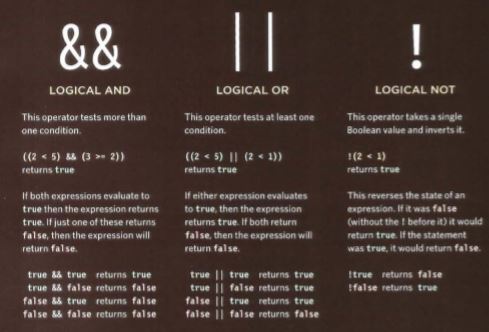 &&
LOGICAL AND
This operator tests more than
one condition.
((2 < 5) && (3 >= 2))
returns true
If both expressions evaluate to
true then the expression returns
true. If just one of these returns
false, then the expression will
return false.
true && true returns true
true && false returns false
false && true returns false
false && false returns false
||
LOGICAL OR
This operator tests at least one
condition.
((2 < 5) || (2 < 1))
returns true
If either expression evaluates
to true, then the expression
returns true. If both return
false, then the expression will
return false.
true || true returns true
true || false returns true
false || true returns true
false || false returns false
!
LOGICAL NOT
This operator takes a single
Boolean value and inverts it.
!(2 < 1)
returns true
This reverses the state of an
expression. If it was false
(without the ! before it) it would
return true. If the statement
was true, it would return false.
!true returns false
!false returns true